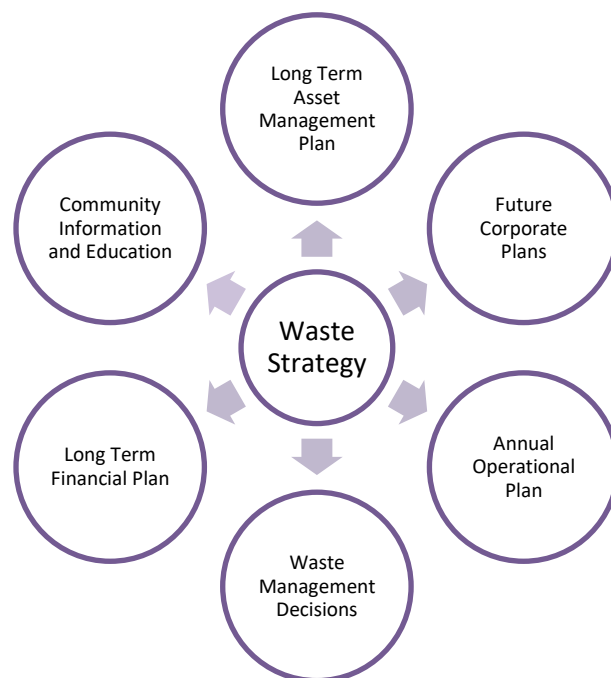 Long Term
Asset
Management
Plan
Community
Information
and Education
Future
Corporate
Plans
Waste
Strategy
Long Term
Financial Plan
Annual
Operational
Plan
Waste
Management
Decisions